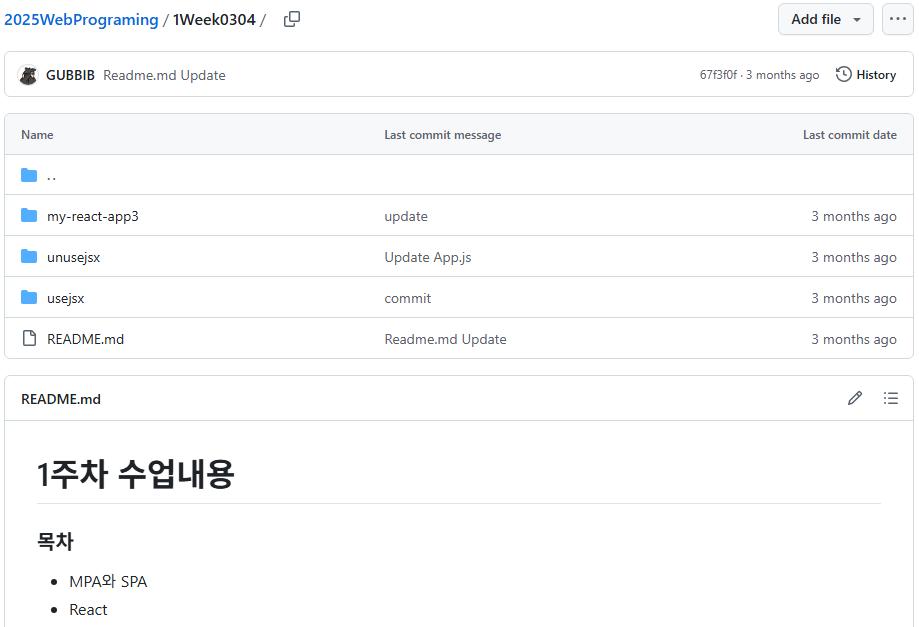 2025WebPrograming / 1Week0304 /
Add file
GUBBIB Readme.md Update
67f3f0f · 3 months ago
History
Name Last commit message Last commit date
..
my-react-app3 update 3 months ago
unusejsx Update App.js 3 months ago
usejsx commit 3 months ago
README.md Readme.md Update 3 months ago
README.md
1주차 수업내용
목차
MPA와 SPA
React